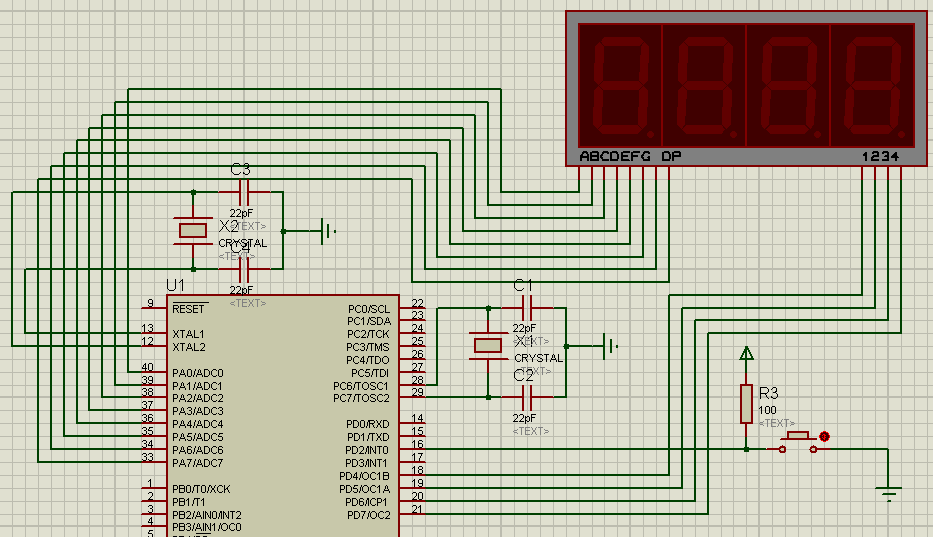 ABCDEFG DP
1234
C3
22pF
<TEXT>
X2
CRYSTAL
<TEXT>
C4
22pF
<TEXT>
U1
9
RESET
13
XTAL1
12
XTAL2
40
PA0/ADC0
39
PA1/ADC1
38
PA2/ADC2
37
PA3/ADC3
36
PA4/ADC4
35
PA5/ADC5
34
PA6/ADC6
33
PA7/ADC7
1
PB0/T0/XCK
2
PB1/T1
3
PB2/AIN0/INT2
4
PB3/AIN1/OC0
5
PC0/SCL
22
PC1/SDA
23
PC2/TCK
24
PC3/TMS
25
PC4/TDO
26
PC5/TDI
27
PC6/TOSC1
28
PC7/TOSC2
29
PD0/RXD
14
PD1/TXD
15
PD2/INT0
16
PD3/INT1
17
PD4/OC1B
18
PD5/OC1A
19
PD6/ICP1
20
PD7/OC2
21
C1
22pF
<TEXT>
X1
CRYSTAL
<TEXT>
C2
22pF
<TEXT>
R3
100
<TEXT>